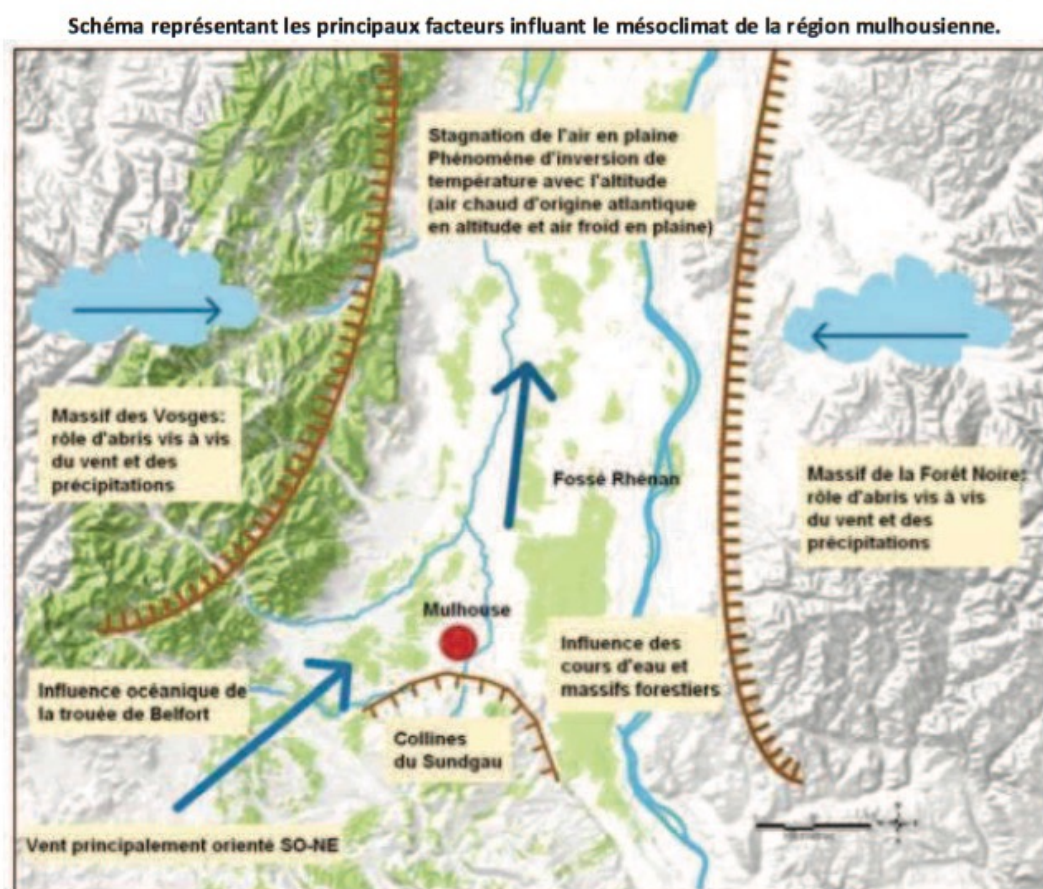 Schéma représentant les principaux facteurs influant le mésoclimat de la région mulhousienne.
Stagnation de l'air en plaine
Phénomène d'inversion de
température avec l'altitude
(air chaud d'origine atlantique
en altitude et air froid en plaine)
Massif des Vosges:
rôle d'abris vis à vis
du vent et des
précipitations
Fossé Rhénan
Massif de la Forêt Noire:
rôle d'abris vis à vis
du vent et des
précipitations
Mulhouse
Influence des
cours d'eau et
massifs forestiers
Influence océanique de
la trouée de Belfort
Collines
du Sundgau
Vent principalement orienté SO-NE